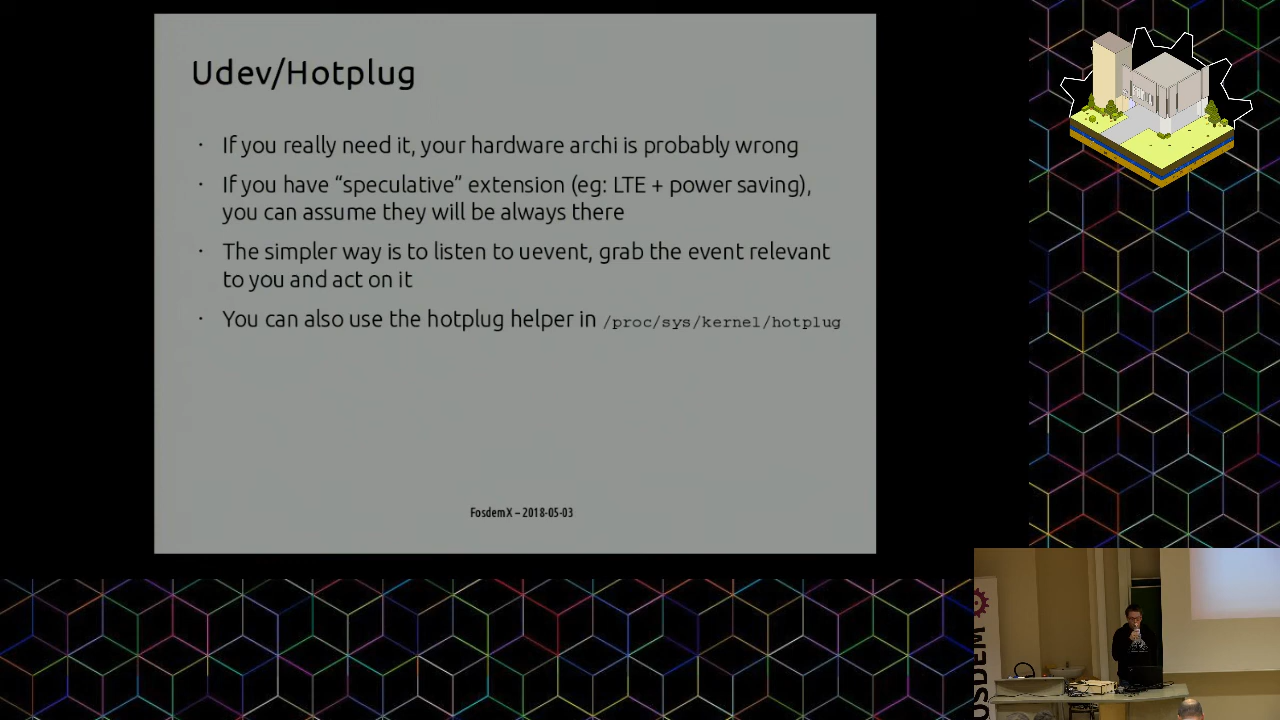 Udev/Hotplug
· If you really need it, your hardware archi is probably wrong
· If you have “speculative” extension (eg: LTE + power saving),
you can assume they will be always there
· The simpler way is to listen to uevent, grab the event relevant
to you and act on it
· You can also use the hotplug helper in /proc/sys/kernel/hotplug
FosdemX – 2018-05-03
OSDEM